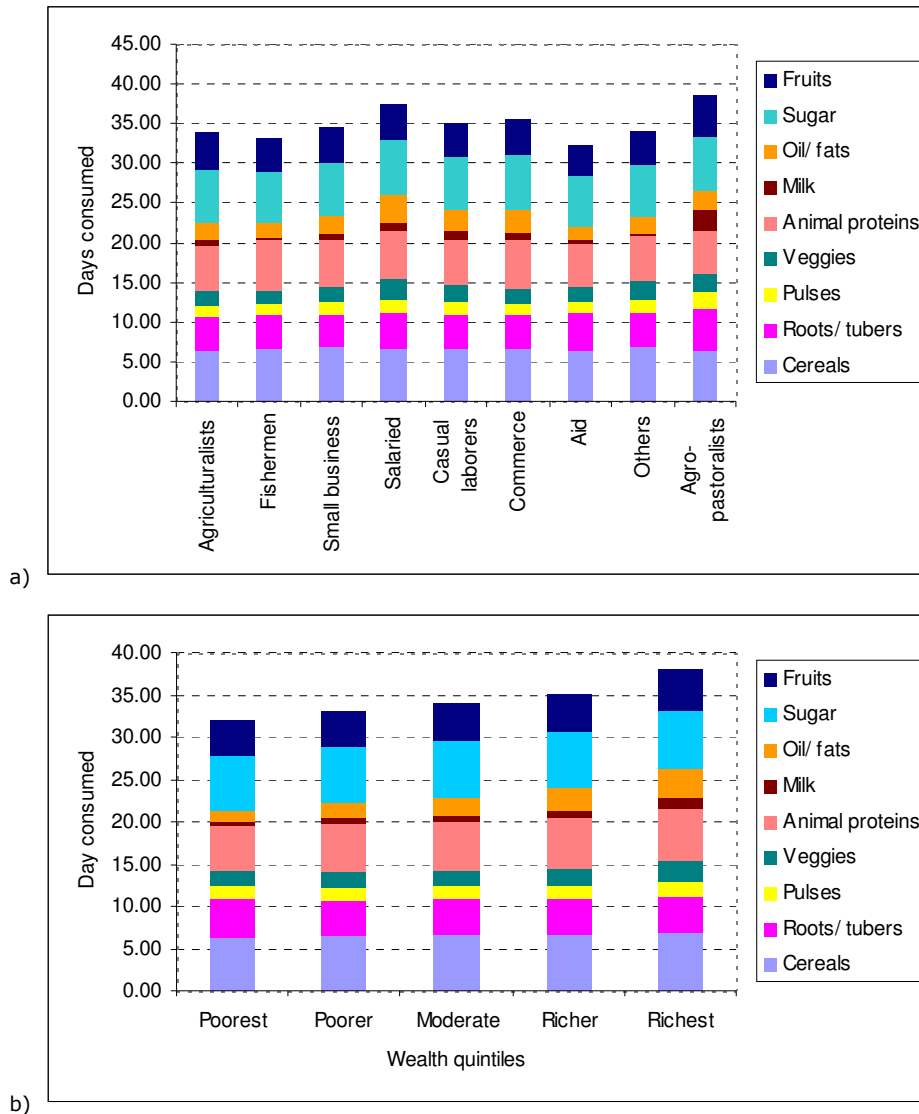 45.00
40.00
35.00
30.00
25.00
20.00
15.00
10.00
5.00
0.00
Days consumed
Agriculturalists
Fishermen
Small business
Salaried
Casual
laborers
Commerce
Aid
Others
Agro-
pastoralists
Fruits
Sugar
Oil/ fats
Milk
Animal proteins
Veggies
Pulses
Roots/ tubers
Cereals
a)
40.00
35.00
30.00
25.00
20.00
15.00
10.00
5.00
0.00
Day consumed
Poorest
Poorer
Moderate
Richer
Richest
Wealth quintiles
Fruits
Sugar
Oil/ fats
Milk
Animal proteins
Veggies
Pulses
Roots/ tubers
Cereals
b)